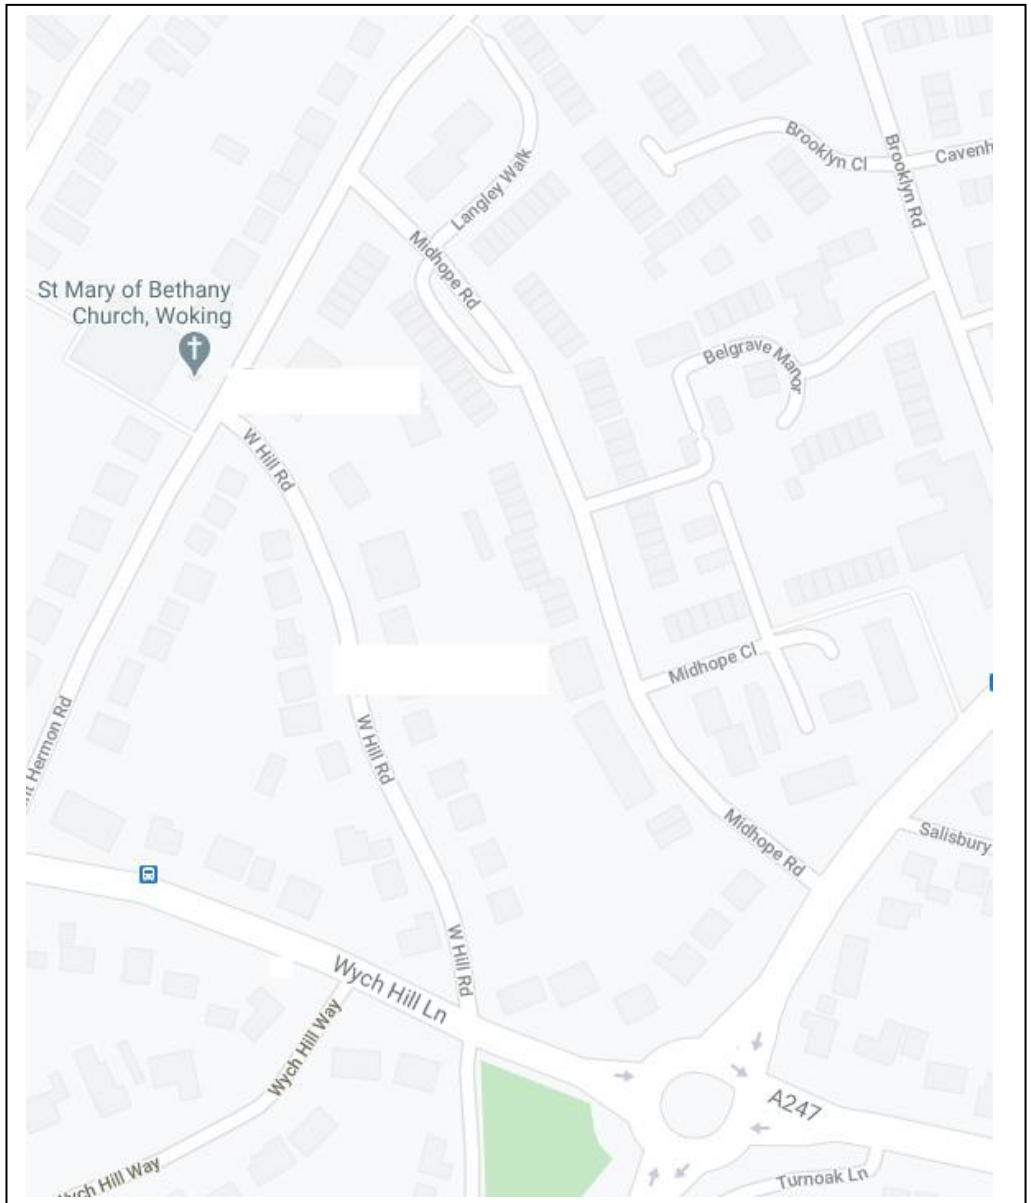 Brooklyn Cl
Cavenh
Brooklyn Rd
Langley Walk
Midhope Rd
St Mary of Bethany
Church, Woking
Belgrave Manor
W Hill Rd
Midhope Cl
nt Hermon Rd
W Hill Rd
Midhope Rd
Salisbury
W Hill Rd
Wych Hill Ln
Wych Hill Way
A247
Wych Hill Way
Turnoak Ln